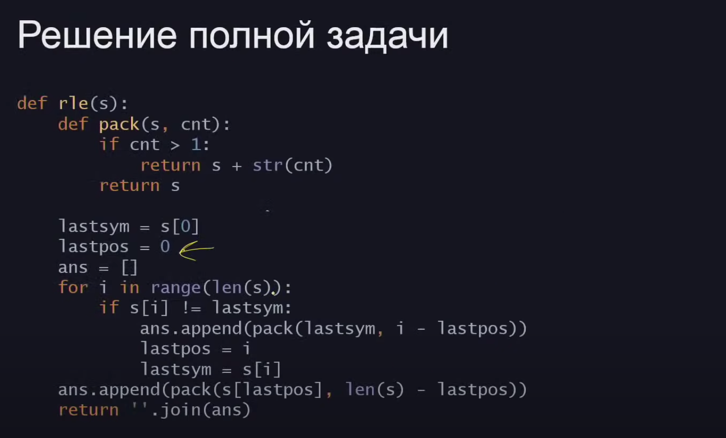 Решение полной задачи
def rle(s):
    def pack(s, cnt):
        if cnt > 1:
            return s + str(cnt)
        return s
    lastsym = s[0]
    lastpos = 0
    ans = []
    for i in range(len(s)):
        if s[i] != lastsym:
            ans.append(pack(lastsym, i - lastpos))
            lastpos = i
            lastsym = s[i]
    ans.append(pack(s[lastpos], len(s) - lastpos))
    return ''.join(ans)